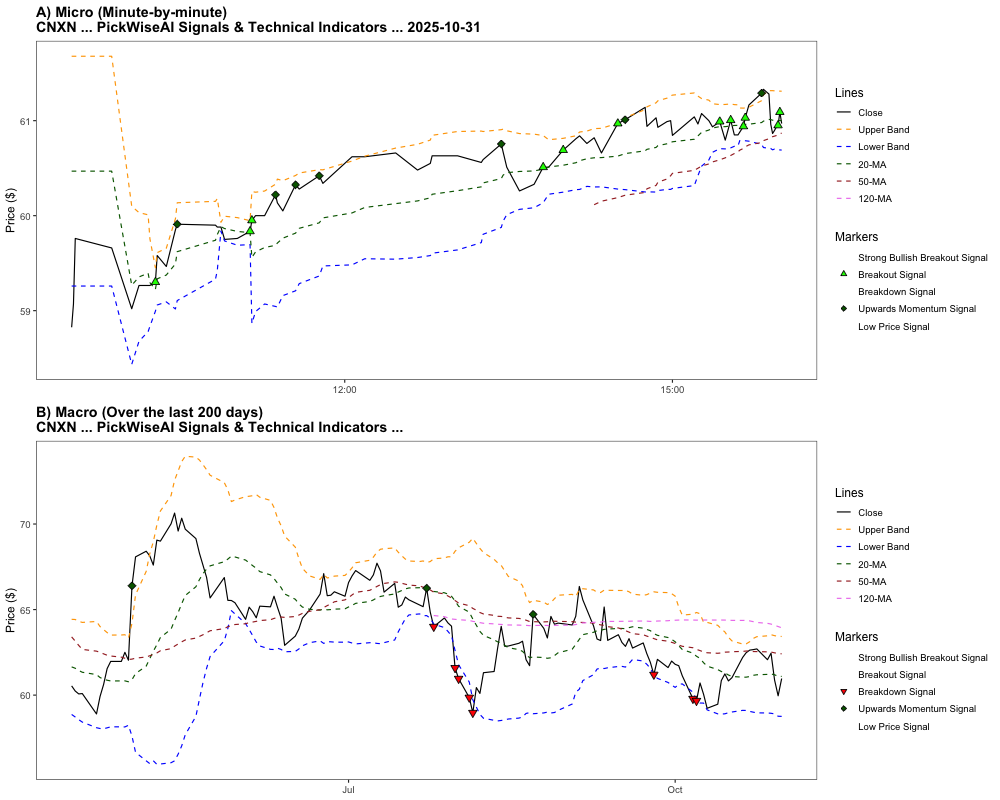 A) Micro (Minute-by-minute)
CNXN ... PickWiseAI Signals & Technical Indicators ... 2025-10-31
Price ($)
61
60
59
12:00
15:00
Lines
Close
Upper Band
Lower Band
20-MA
50-MA
120-MA
Markers
Strong Bullish Breakout Signal
Breakout Signal
Breakdown Signal
Upwards Momentum Signal
Low Price Signal
B) Macro (Over the last 200 days)
CNXN ... PickWiseAI Signals & Technical Indicators ...
Price ($)
70
65
60
Jul
Oct
Lines
Close
Upper Band
Lower Band
20-MA
50-MA
120-MA
Markers
Strong Bullish Breakout Signal
Breakout Signal
Breakdown Signal
Upwards Momentum Signal
Low Price Signal